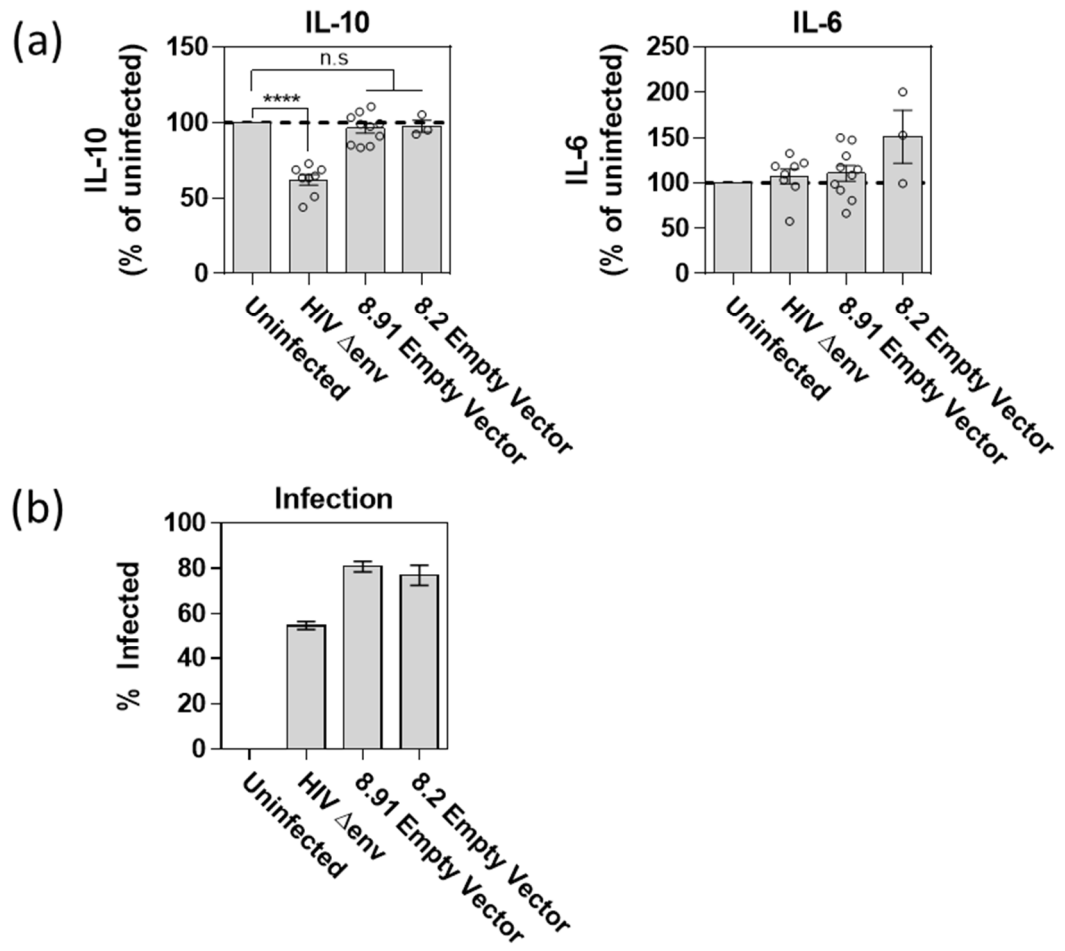 (a)
IL-10
IL-10
(% of uninfected)
150
100
50
0
n.s
****
Uninfected
HIV Δenv
8.91 Empty Vector
8.2 Empty Vector
IL-6
IL-6
(% of uninfected)
250
200
150
100
50
0
Uninfected
HIV Δenv
8.91 Empty Vector
8.2 Empty Vector
(b)
Infection
% Infected
100
80
60
40
20
0
Uninfected
HIV Δenv
8.91 Empty Vector
8.2 Empty Vector